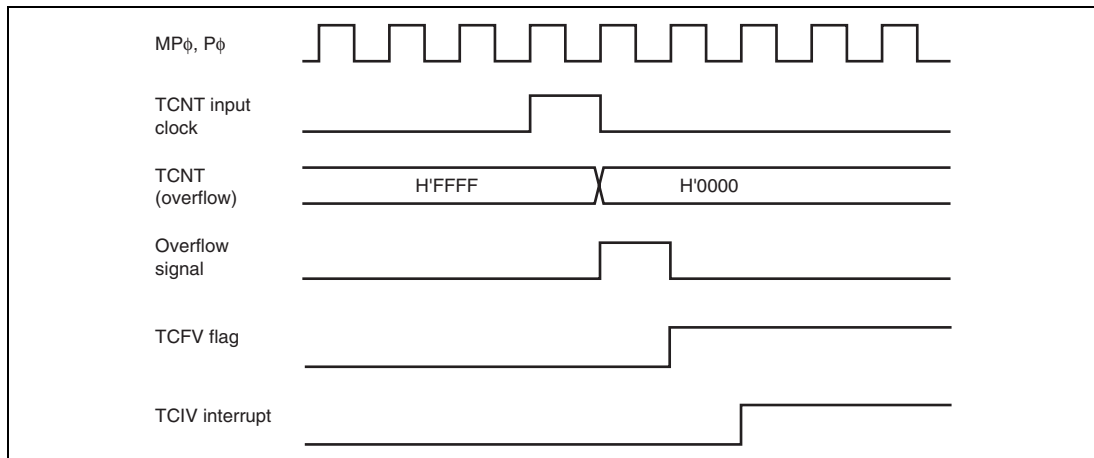 MPϕ, Pϕ
TCNT input
clock
TCNT
(overflow)
H'FFFF
H'0000
Overflow
signal
TCFV flag
TCIV interrupt